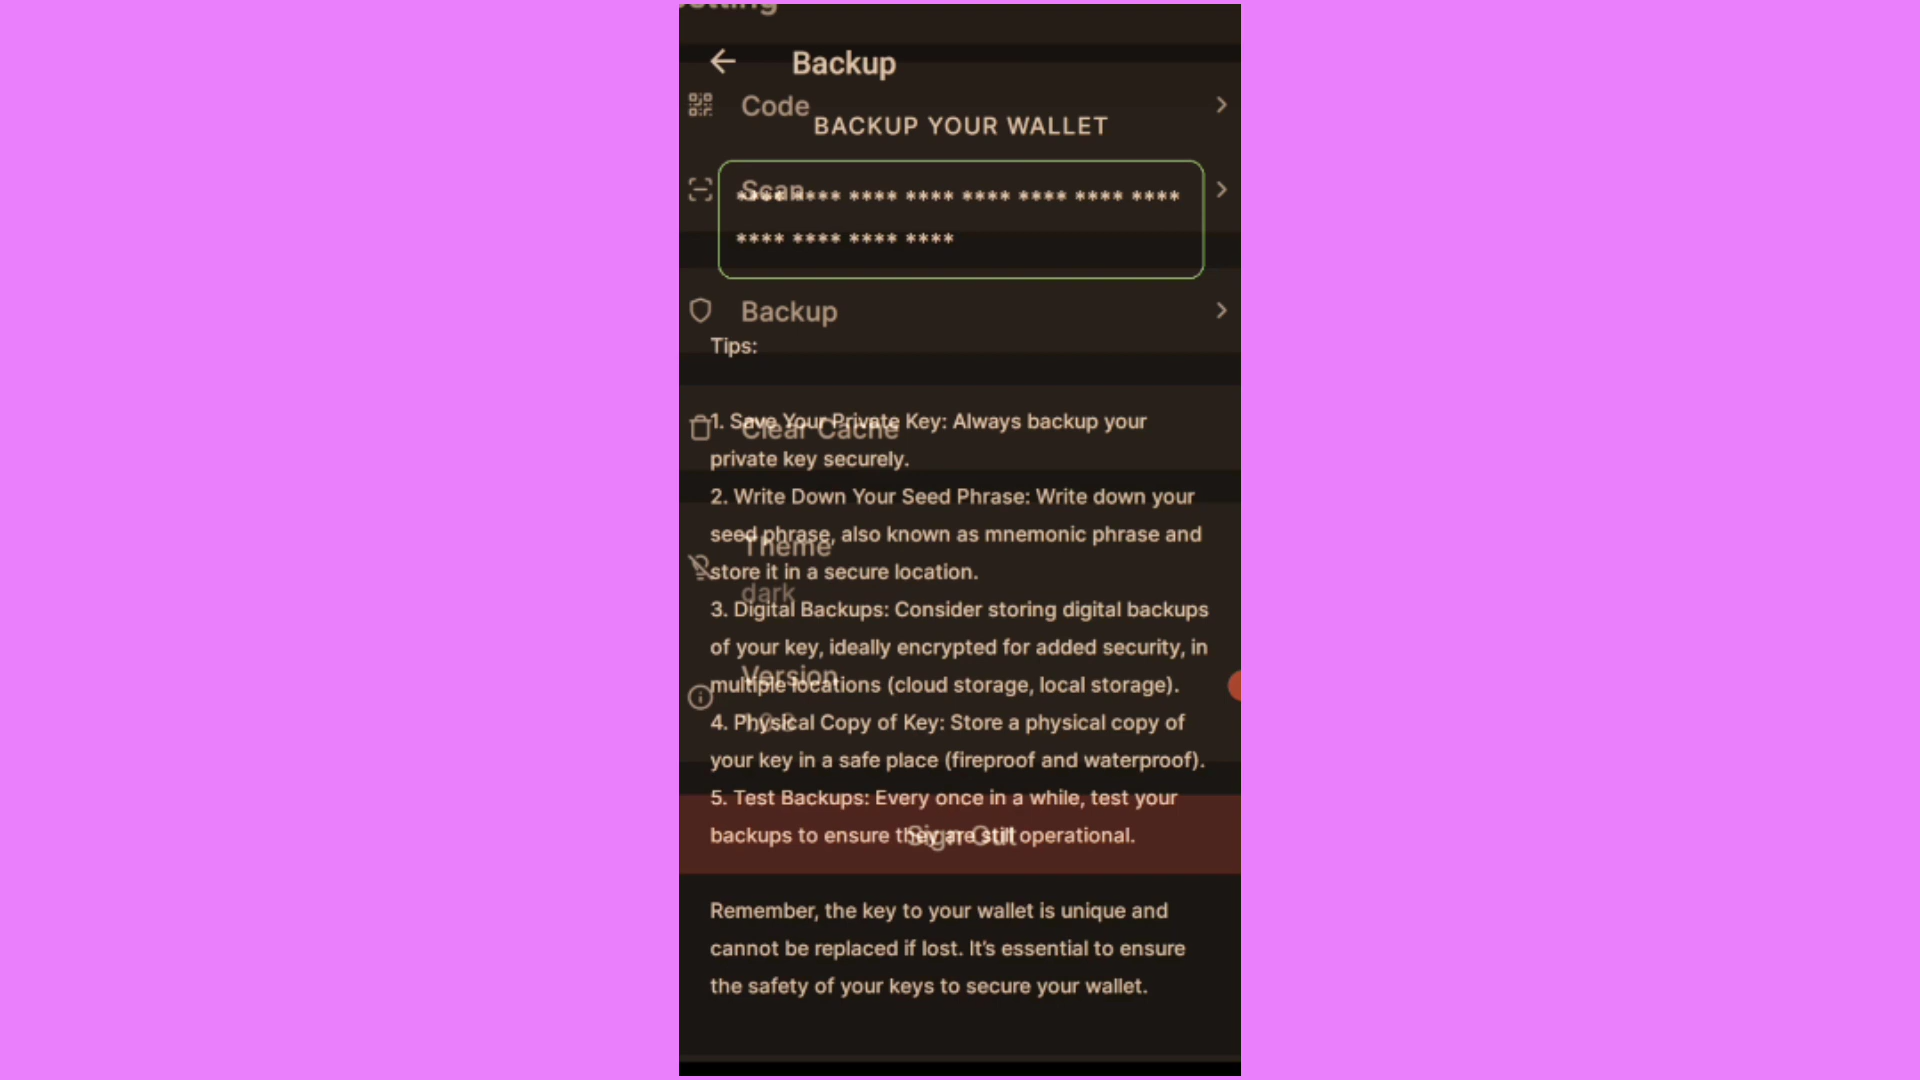 Backup
Code
BACKUP YOUR WALLET
Scan
**** **** **** **** **** **** **** ****
**** **** **** ****
Backup
Tips:
1. Save Your Private Key: Always backup your
Clear Cache
private key securely.
2. Write Down Your Seed Phrase: Write down your
seed phrase, also known as mnemonic phrase and
Theme
store it in a secure location.
dark
3. Digital Backups: Consider storing digital backups
of your key, ideally encrypted for added security, in
Version
multiple locations (cloud storage, local storage).
4. Physical Copy of Key: Store a physical copy of
your key in a safe place (fireproof and waterproof).
5. Test Backups: Every once in a while, test your
backups to ensure they are still operational.
Sign Out
Remember, the key to your wallet is unique and
cannot be replaced if lost. It's essential to ensure
the safety of your keys to secure your wallet.